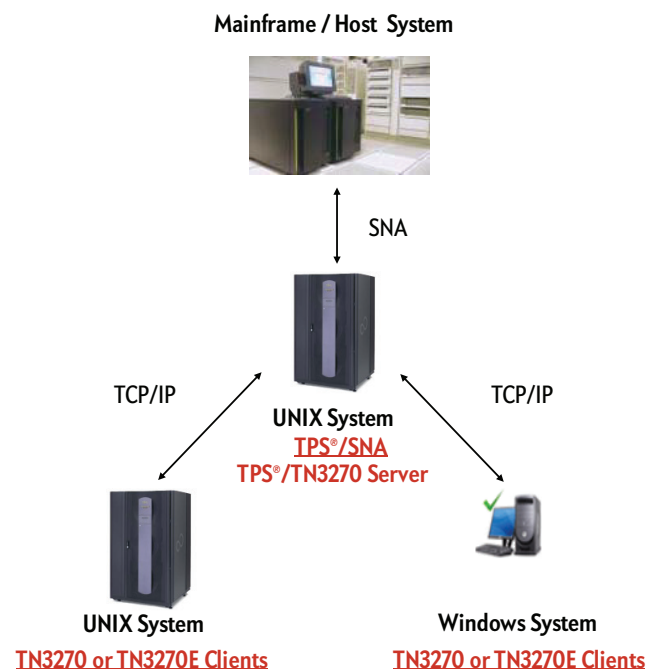 Mainframe / Host System
SNA
TCP/IP
TCP/IP
UNIX System
TPS®/SNA
TPS®/TN3270 Server
UNIX System
Windows System
TN3270 or TN3270E Clients
TN3270 or TN3270E Clients